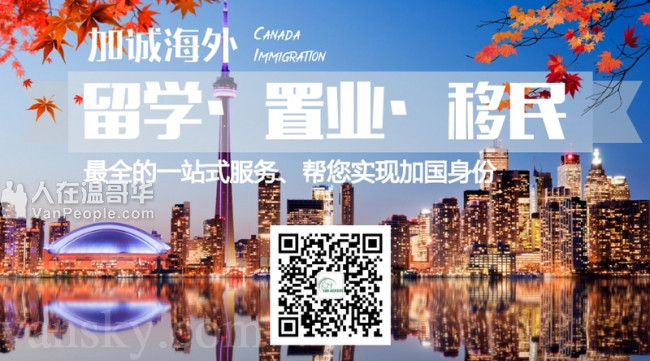 加诚海外
CANADA
IMMIGRATION
留学·置业·移民
最全的一站式服务、帮您实现加国身份
人在温哥华
VanPeople.com
vansky.com